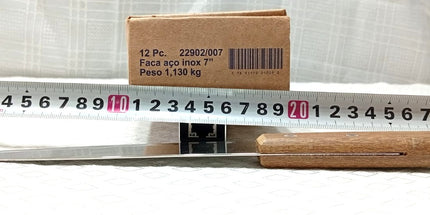 12 Pc. 22902/007
Faca aço inox 7"
Peso 1,130 kg
4 5 6 7 8 9 10 1 2 3 4 5 6 7 8 9 20 1 2 3 4 5 6 7